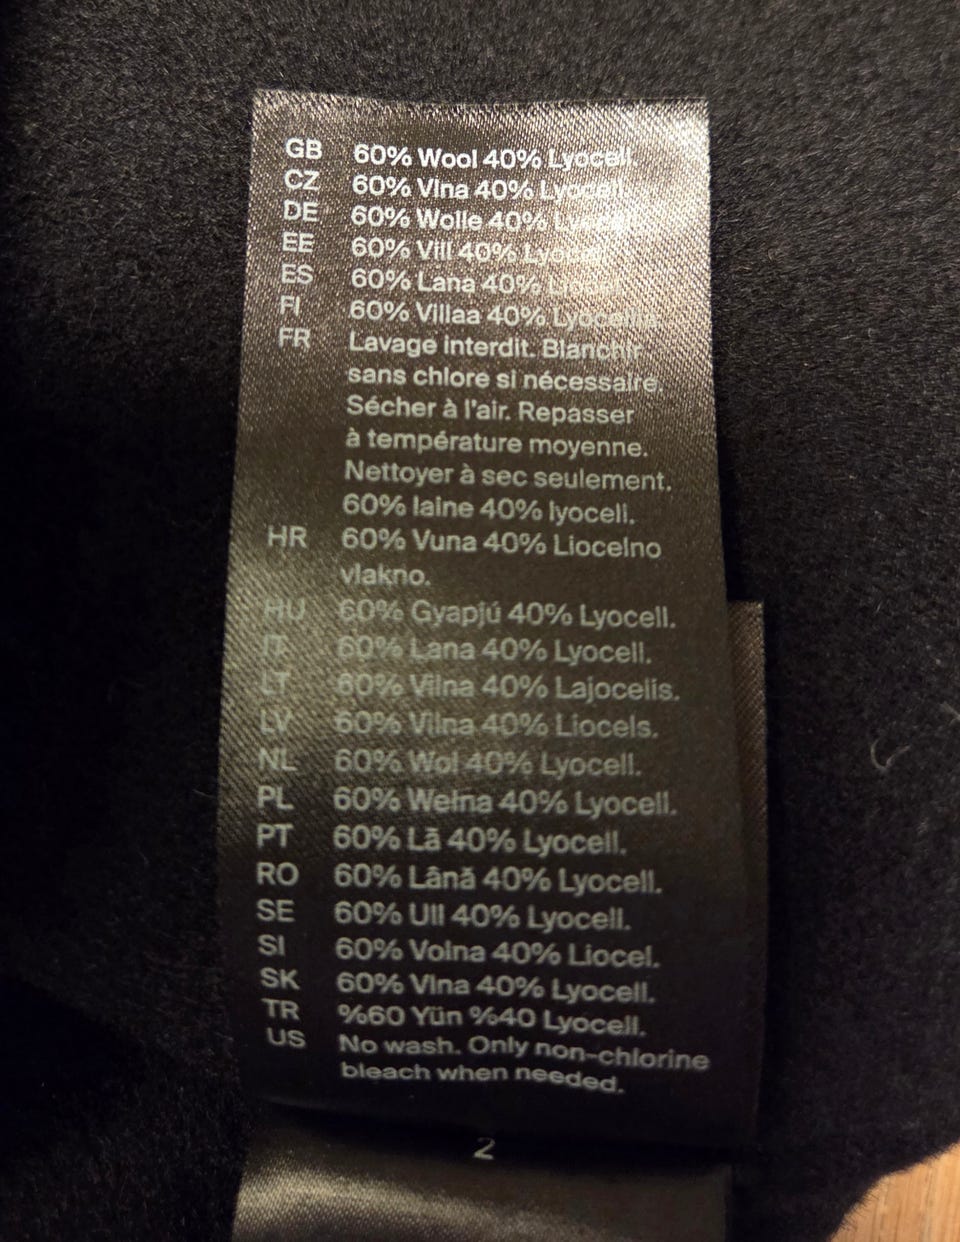 GB 60% Wool 40% Lyocell.
CZ 60% Vlna 40% Lyocell.
DE 60% Wolle 40% Lyocell.
EE 60% Vill 40% Lyocell.
ES 60% Lana 40% Liocel.
FI 60% Villaa 40% Lyocellia.
FR Lavage interdit. Blanchir
sans chlore si nécessaire.
Sécher à l'air. Repasser
à température moyenne.
Nettoyer à sec seulement.
60% laine 40% lyocell.
HR 60% Vuna 40% Liocelno
vlakno.
HU 60% Gyapjú 40% Lyocell.
IT 60% Lana 40% Lyocell.
LT 60% Vilna 40% Lajocelis.
LV 60% Vilna 40% Liocels.
NL 60% Wol 40% Lyocell.
PL 60% Wełna 40% Lyocell.
PT 60% Lã 40% Lyocell.
RO 60% Lână 40% Lyocell.
SE 60% Ull 40% Lyocell.
SI 60% Volna 40% Liocel.
SK 60% Vlna 40% Lyocell.
TR %60 Yün %40 Lyocell.
US No wash. Only non-chlorine
bleach when needed.
2